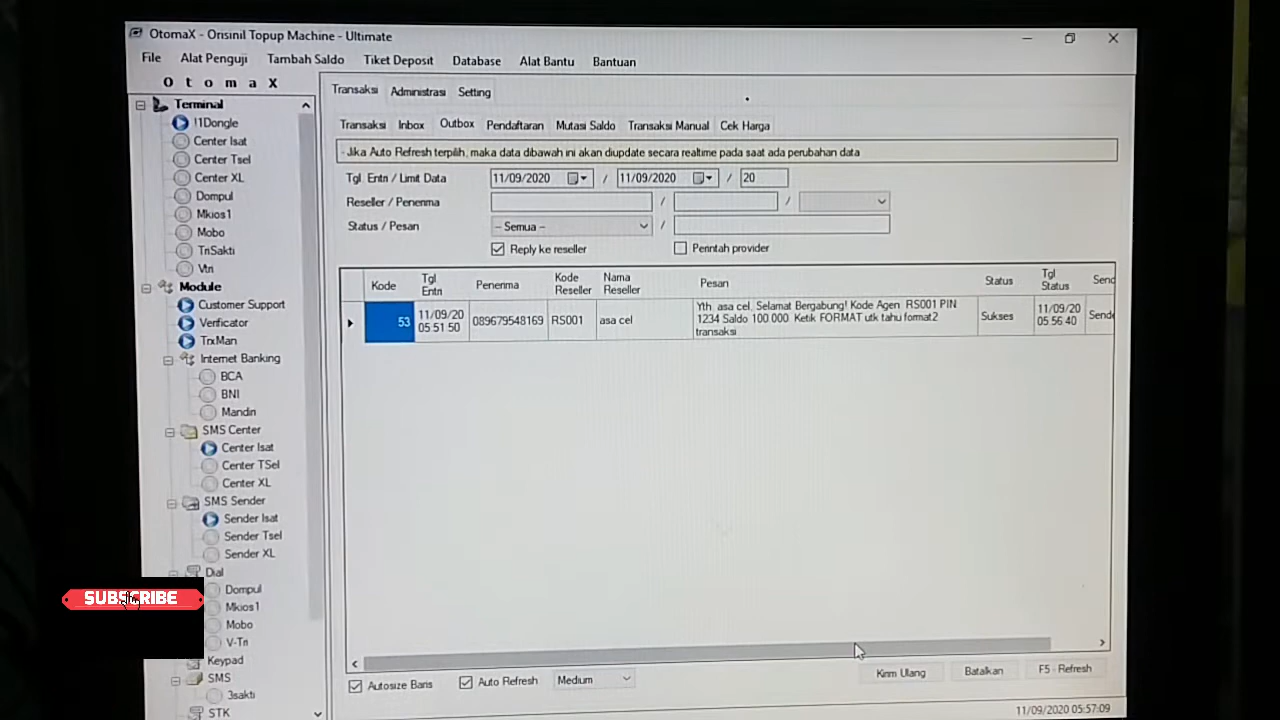 OtomaX - Orisinil Topup Machine - Ultimate
File Alat Penguji Tambah Saldo Tiket Deposit Database Alat Bantu Bantuan
O t o m a X
Terminal
!1Dongle
Center Isat
Center Tsel
Center XL
Dompul
Mkios1
Mobo
TriSakti
Vtri
Module
Customer Support
Verificator
TrxMan
Internet Banking
BCA
BNI
Mandiri
SMS Center
Center Isat
Center TSel
Center XL
SMS Sender
Sender Isat
Sender Tsel
Sender XL
Dial
Dompul
Mkios1
Mobo
V-Tri
Keypad
SMS
3sakti
STK
Transaksi Administrasi Setting
Transaksi Inbox Outbox Pendaftaran Mutasi Saldo Transaksi Manual Cek Harga
- Jika Auto Refresh terpilih, maka data dibawah ini akan diupdate secara realtime pada saat ada perubahan data
Tgl. Entri / Limit Data 11/09/2020 / 11/09/2020 / 20
Reseller / Penerima / /
Status / Pesan -- Semua -- /
Reply ke reseller Perintah provider
Kode Tgl Entri Penerima Kode Reseller Nama Reseller Pesan Status Tgl Status Send
53 11/09/20 05:51:50 089679548169 RS001 asa cel Yth. asa cel, Selamat Bergabung! Kode Agen: RS001 PIN:
1234 Saldo 100.000. Ketik FORMAT utk tahu format2
transaksi. Sukses 11/09/20 05:56:40 Sende
Autosize Baris Auto Refresh Medium Kirim Ulang Batalkan F5 - Refresh
11/09/2020 05:57:09
SUBSCRIBE